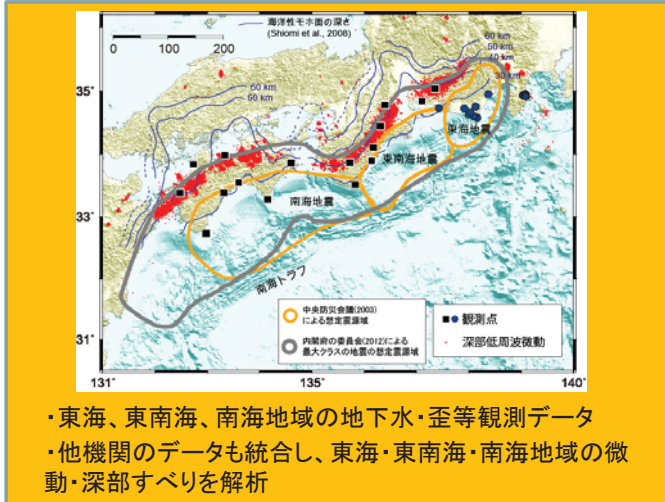 海洋性モホ面の深さ
(Shiomi et al., 2008)
0 100 200
60 km
50 km
40 km
30 km
60 km
50 km
35°
33°
31°
東海地震
東南海地震
南海地震
南海トラフ
中央防災会議(2003)
による想定震源域
内閣府の委員会(2012)による
最大クラスの地震の想定震源域
観測点
深部低周波微動
131° 135° 140°
・東海、東南海、南海地域の地下水・歪等観測データ
・他機関のデータも統合し、東海・東南海・南海地域の微
動・深部すべりを解析